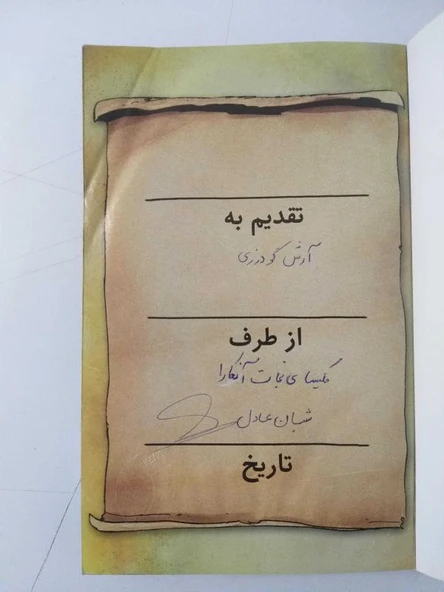 تقدیم به
آرش گودرزی
از طرف
کلیسای نجات آنکارا
شبان عادل
تاریخ